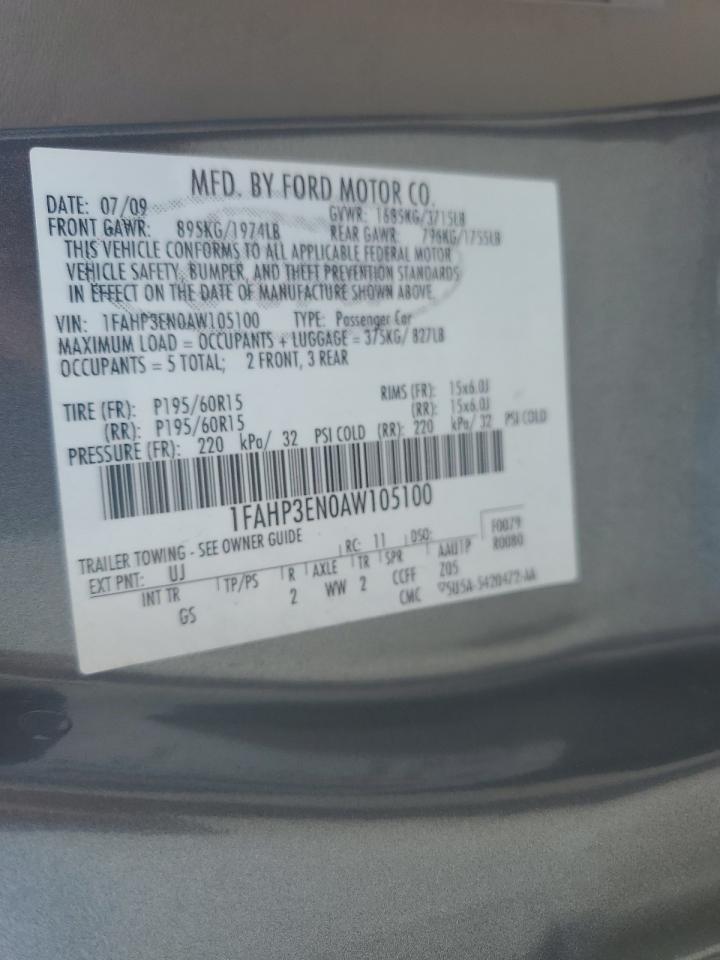 MFD. BY FORD MOTOR CO.
DATE: 07/09 GVWR: 1685KG/3715LB
FRONT GAWR: 895KG/1974LB REAR GAWR: 796KG/1755LB
THIS VEHICLE CONFORMS TO ALL APPLICABLE FEDERAL MOTOR
VEHICLE SAFETY, BUMPER, AND THEFT PREVENTION STANDARDS
IN EFFECT ON THE DATE OF MANUFACTURE SHOWN ABOVE.
VIN: 1FAHP3EN0AW105100 TYPE: Passenger Car
MAXIMUM LOAD = OCCUPANTS + LUGGAGE = 375KG/ 827LB
OCCUPANTS = 5 TOTAL; 2 FRONT, 3 REAR
TIRE (FR): P195/60R15 RIMS (FR): 15x6.0J
(RR): P195/60R15 (RR): 15x6.0J
PRESSURE (FR): 220 kPa/ 32 PSI COLD (RR): 220 kPa/ 32 PSI COLD
1FAHP3EN0AW105100
TRAILER TOWING - SEE OWNER GUIDE RC: 11 DSO: F0079
R0080
EXT PNT: UJ
INT TR TP/PS R AXLE TR SPR AAU1P
GS 2 WW 2 CCFF Z05
CMC 5U5A-5420472-AA